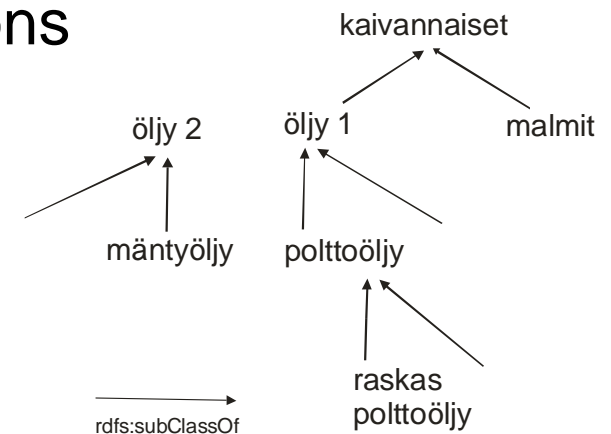 ns
kaivannaiset
öljy 2
öljy 1
malmit
mäntyöljy
polttoöljy
raskas
polttoöljy
rdfs:subClassOf